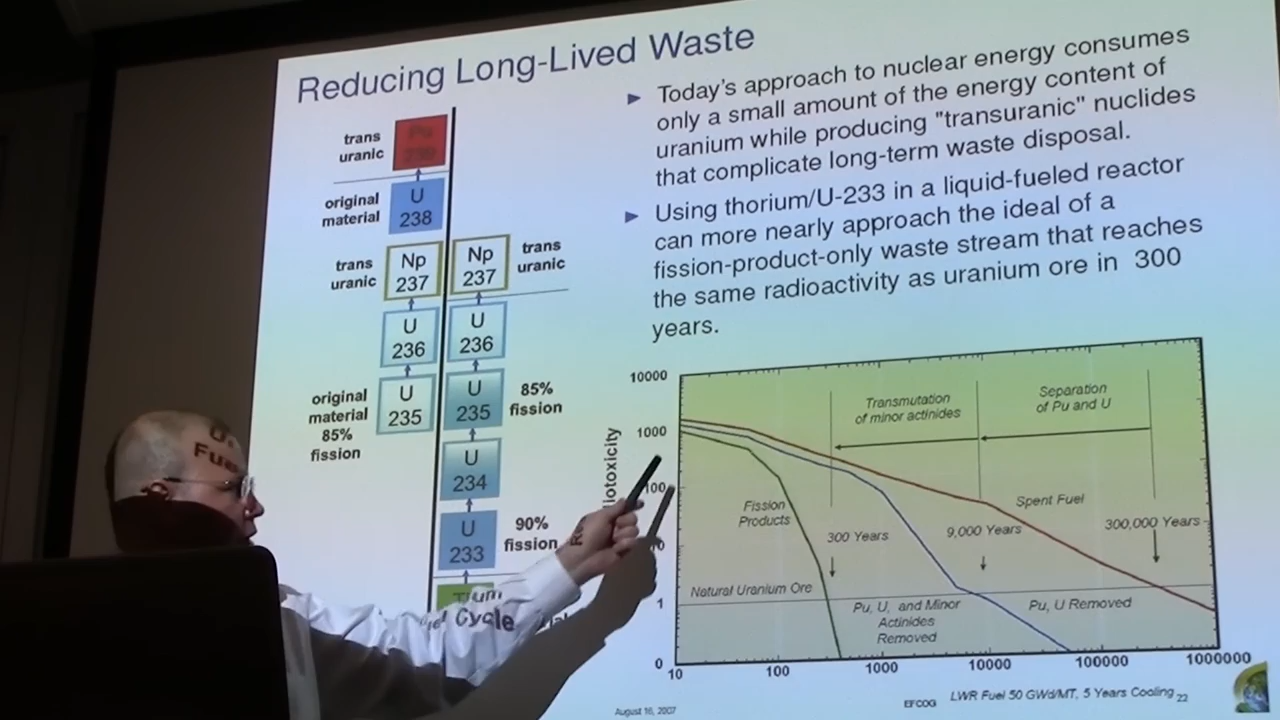 Reducing Long-Lived Waste
Today's approach to nuclear energy consumes
only a small amount of the energy content of
uranium while producing "transuranic" nuclides
that complicate long-term waste disposal.
Using thorium/U-233 in a liquid-fueled reactor
can more nearly approach the ideal of a
fission-product-only waste stream that reaches
the same radioactivity as uranium ore in 300
years.
trans
uranic
Pu
original
material
U
238
trans
uranic
Np
237
Np
237
trans
uranic
U
236
U
236
original
material
85%
fission
U
235
U
235
85%
fission
U
234
U
233
90%
fission
Cycle
10000
1000
100
1
0
10
100
1000
10000
100000
1000000
Transmutation
of minor actinides
Separation
of Pu and U
Fission
Products
Spent Fuel
300 Years
9,000 Years
300,000 Years
Natural Uranium Ore
Pu, U, and Minor
Actinides
Removed
Pu, U Removed
August 16, 2007
EFCOG
LWR Fuel 50 GWd/MT, 5 Years Cooling
22